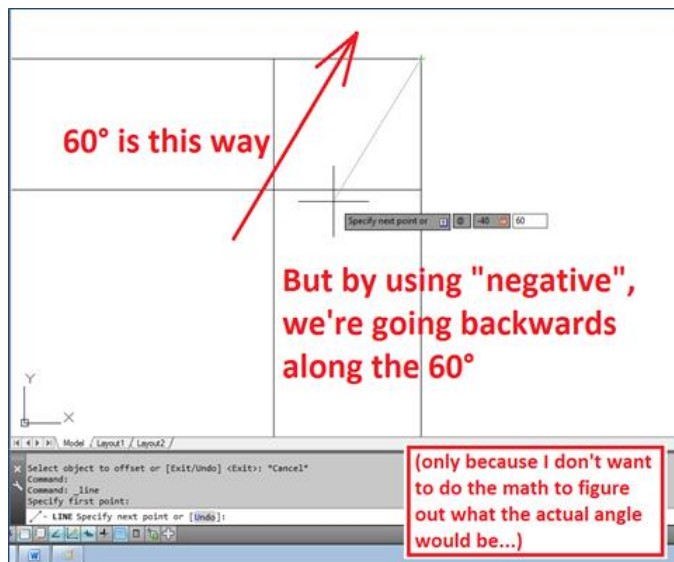 60° is this way
Specify next point or @ -40 60
But by using "negative",
we're going backwards
along the 60°
Y
X
Model Layout1 Layout2
Select object to offset or [Exit/Undo] <Exit>: *Cancel*
Command:
Command: _line
Specify first point:
LINE Specify next point or [Undo]:
(only because I don't want
to do the math to figure
out what the actual angle
would be...)
W